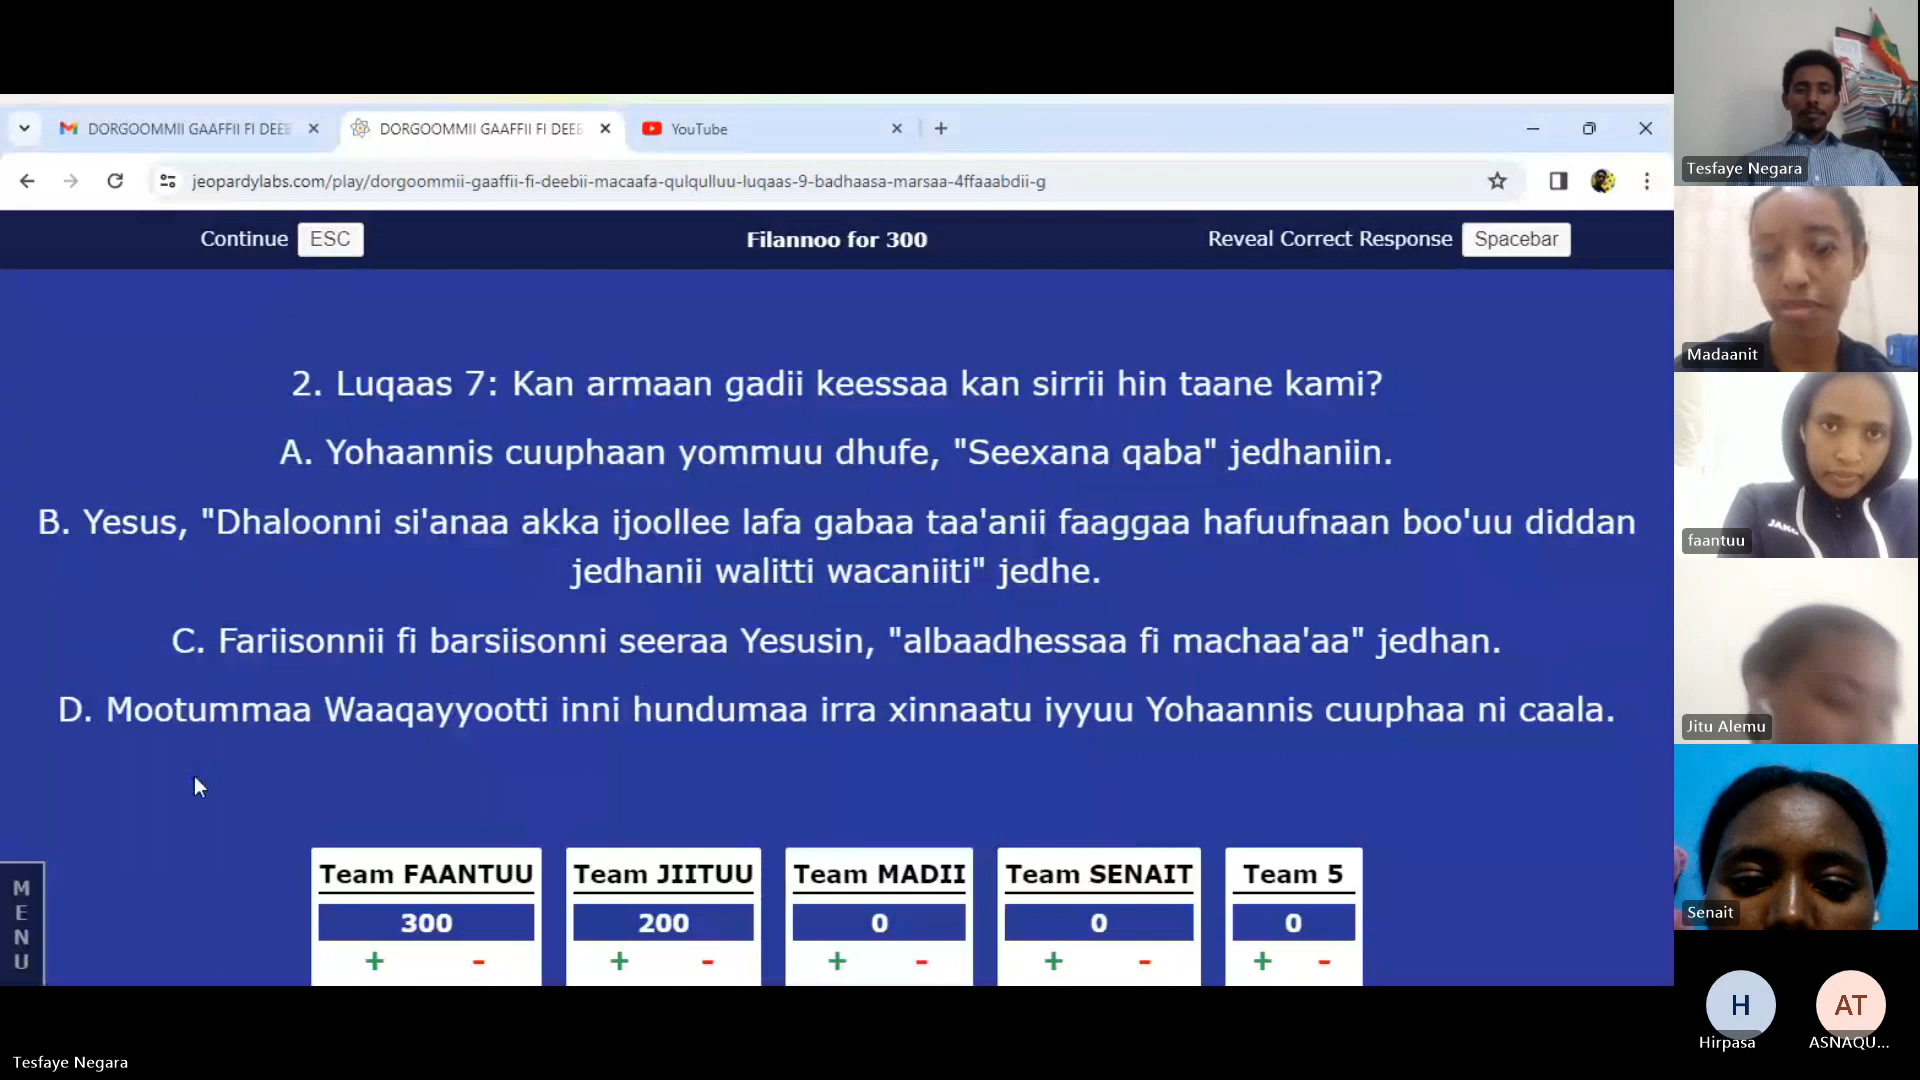 DORGOOMMII GAAFFII FI DEEB
DORGOOMMII GAAFFII FI DEEB
YouTube
jeopardylabs.com/play/dorgoommii-gaaffii-fi-deebii-macaafa-qulqulluu-luqaas-9-badhaasa-marsaa-4ffaaabdii-g
Continue ESC
Filannoo for 300
Reveal Correct Response Spacebar
2. Luqaas 7: Kan armaan gadii keessaa kan sirrii hin taane kami?
A. Yohaannis cuuphaan yommuu dhufe, "Seexana qaba" jedhaniin.
B. Yesus, "Dhaloonni si'anaa akka ijoollee lafa gabaa taa'anii faaggaa hafuufnaan boo'uu diddan
jedhanii walitti wacaniiti" jedhe.
C. Fariisonnii fi barsiisonni seeraa Yesusin, "albaadhessaa fi machaa'aa" jedhan.
D. Mootummaa Waaqayyootti inni hundumaa irra xinnaatu iyyuu Yohaannis cuuphaa ni caala.
MENU
Team FAANTUU
300
+ -
Team JIITUU
200
+ -
Team MADII
0
+ -
Team SENAIT
0
+ -
Team 5
0
+ -
Tesfaye Negara
Madaanit
JAKO
faantuu
Jitu Alemu
Senait
H
Hirpasa
AT
ASNAQU...
Tesfaye Negara